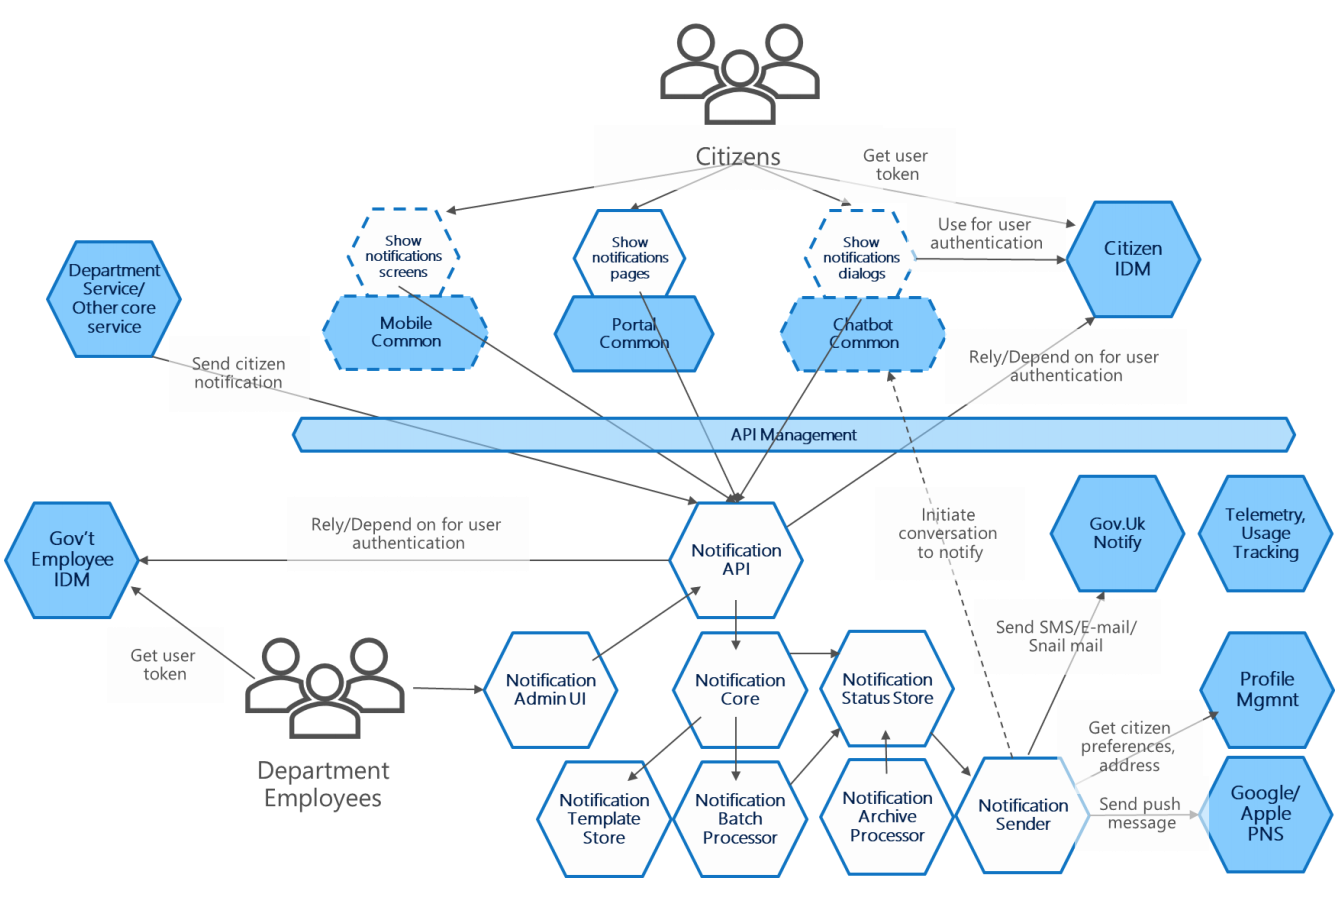 Citizens
Get user
token
Show
notifications
screens
Show
notifications
pages
Show
notifications
dialogs
Use for user
authentication
Citizen
IDM
Department
Service/
Other core
service
Mobile
Common
Portal
Common
Chatbot
Common
Send citizen
notification
Rely/Depend on for user
authentication
API Management
Gov't
Employee
IDM
Rely/Depend on for user
authentication
Notification
API
Initiate
conversation
to notify
Gov.Uk
Notify
Telemetry,
Usage
Tracking
Get user
token
Send SMS/E-mail/
Snail mail
Notification
Admin UI
Notification
Core
Notification
Status Store
Profile
Mgmnt
Department
Employees
Get citizen
preferences,
address
Notification
Template
Store
Notification
Batch
Processor
Notification
Archive
Processor
Notification
Sender
Send push
message
Google/
Apple
PNS